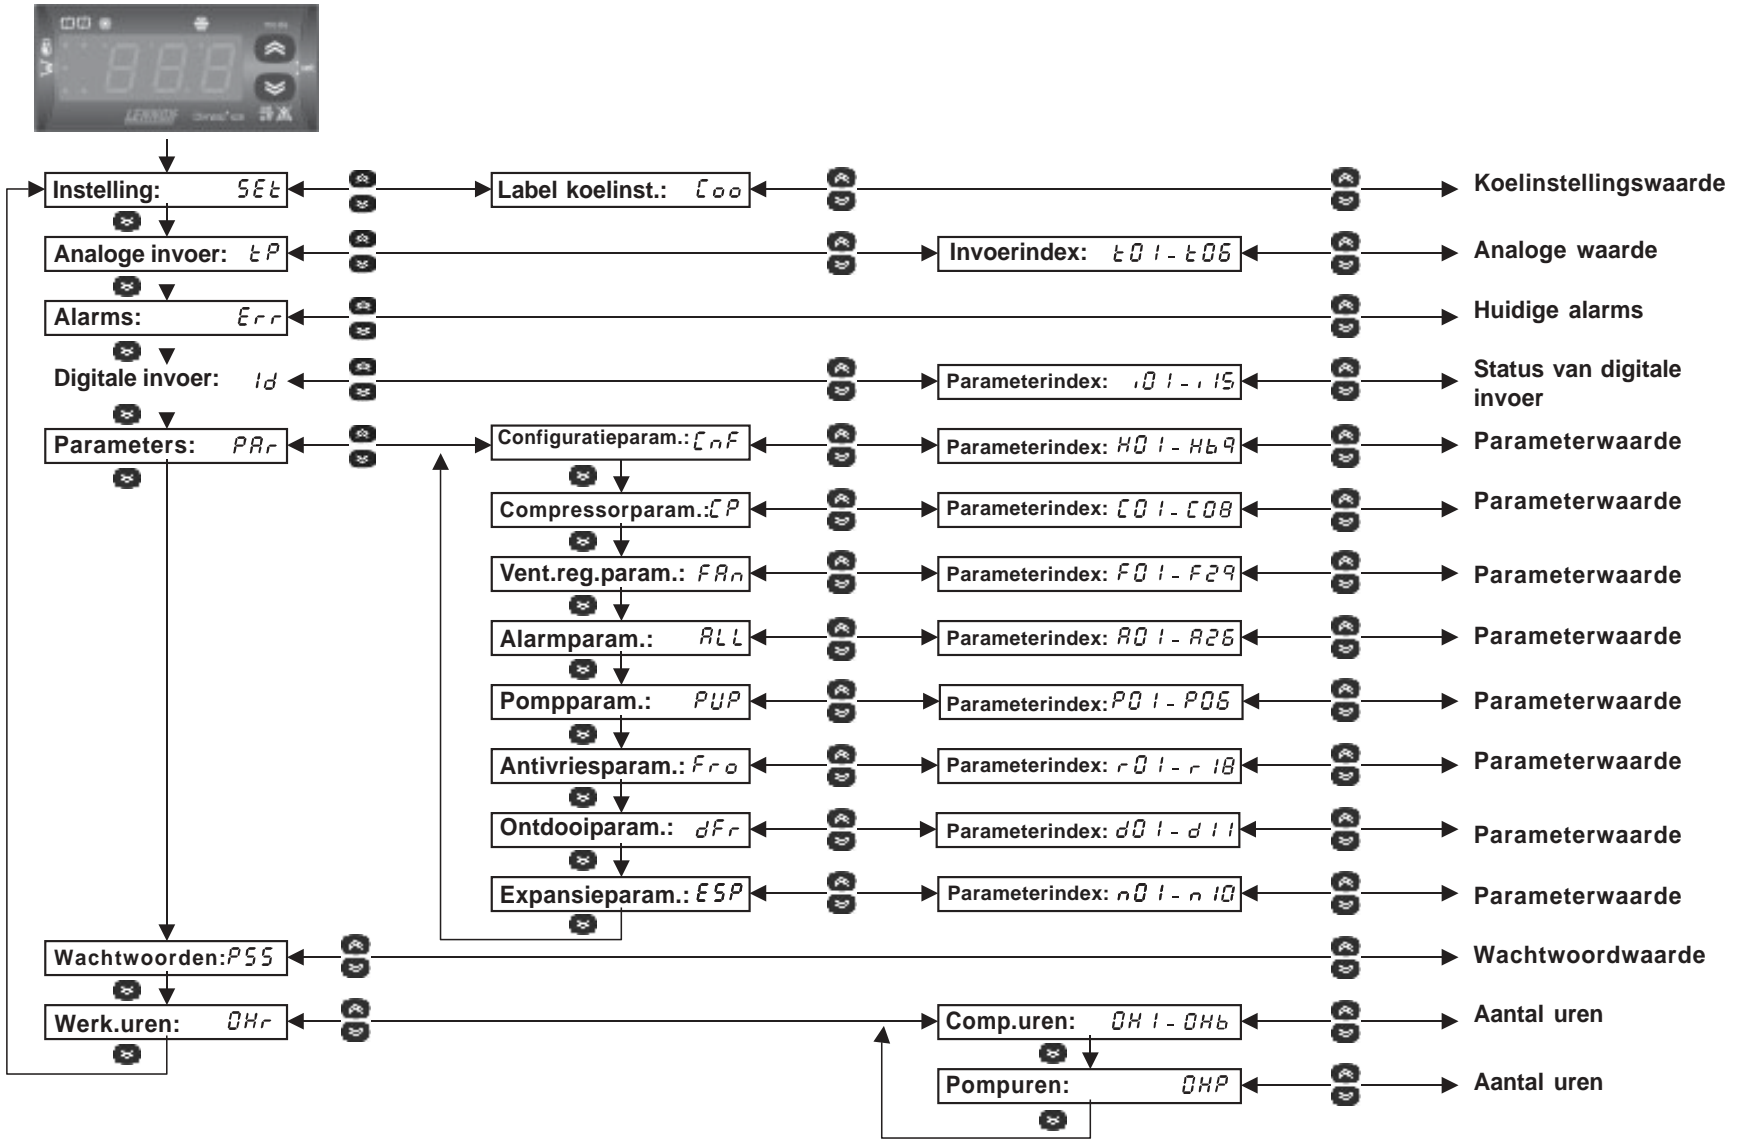 888
LENNOX
Instelling: SEt
Label koelinst.: Coo
Koelinstellingswaarde
Analoge invoer: tP
Invoerindex: t01-t06
Analoge waarde
Alarms: Err
Huidige alarms
Digitale invoer: Id
Parameterindex: i01-i15
Status van digitale
invoer
Parameters: PAr
Configuratieparam.: CnF
Parameterindex: H01-Hb9
Parameterwaarde
Compressorparam.: CP
Parameterindex: C01-C08
Parameterwaarde
Vent.reg.param.: FAn
Parameterindex: F01-F29
Parameterwaarde
Alarmparam.: ALL
Parameterindex: A01-A26
Parameterwaarde
Pompparam.: PUP
Parameterindex: P01-P06
Parameterwaarde
Antivriesparam.: Fro
Parameterindex: r01-r18
Parameterwaarde
Ontdooiparam.: dFr
Parameterindex: d01-d11
Parameterwaarde
Expansieparam.: ESP
Parameterindex: n01-n10
Parameterwaarde
Wachtwoorden: PSS
Wachtwoordwaarde
Werk.uren: OHr
Comp.uren: OH1-OHb
Aantal uren
Pompuren: OHP
Aantal uren